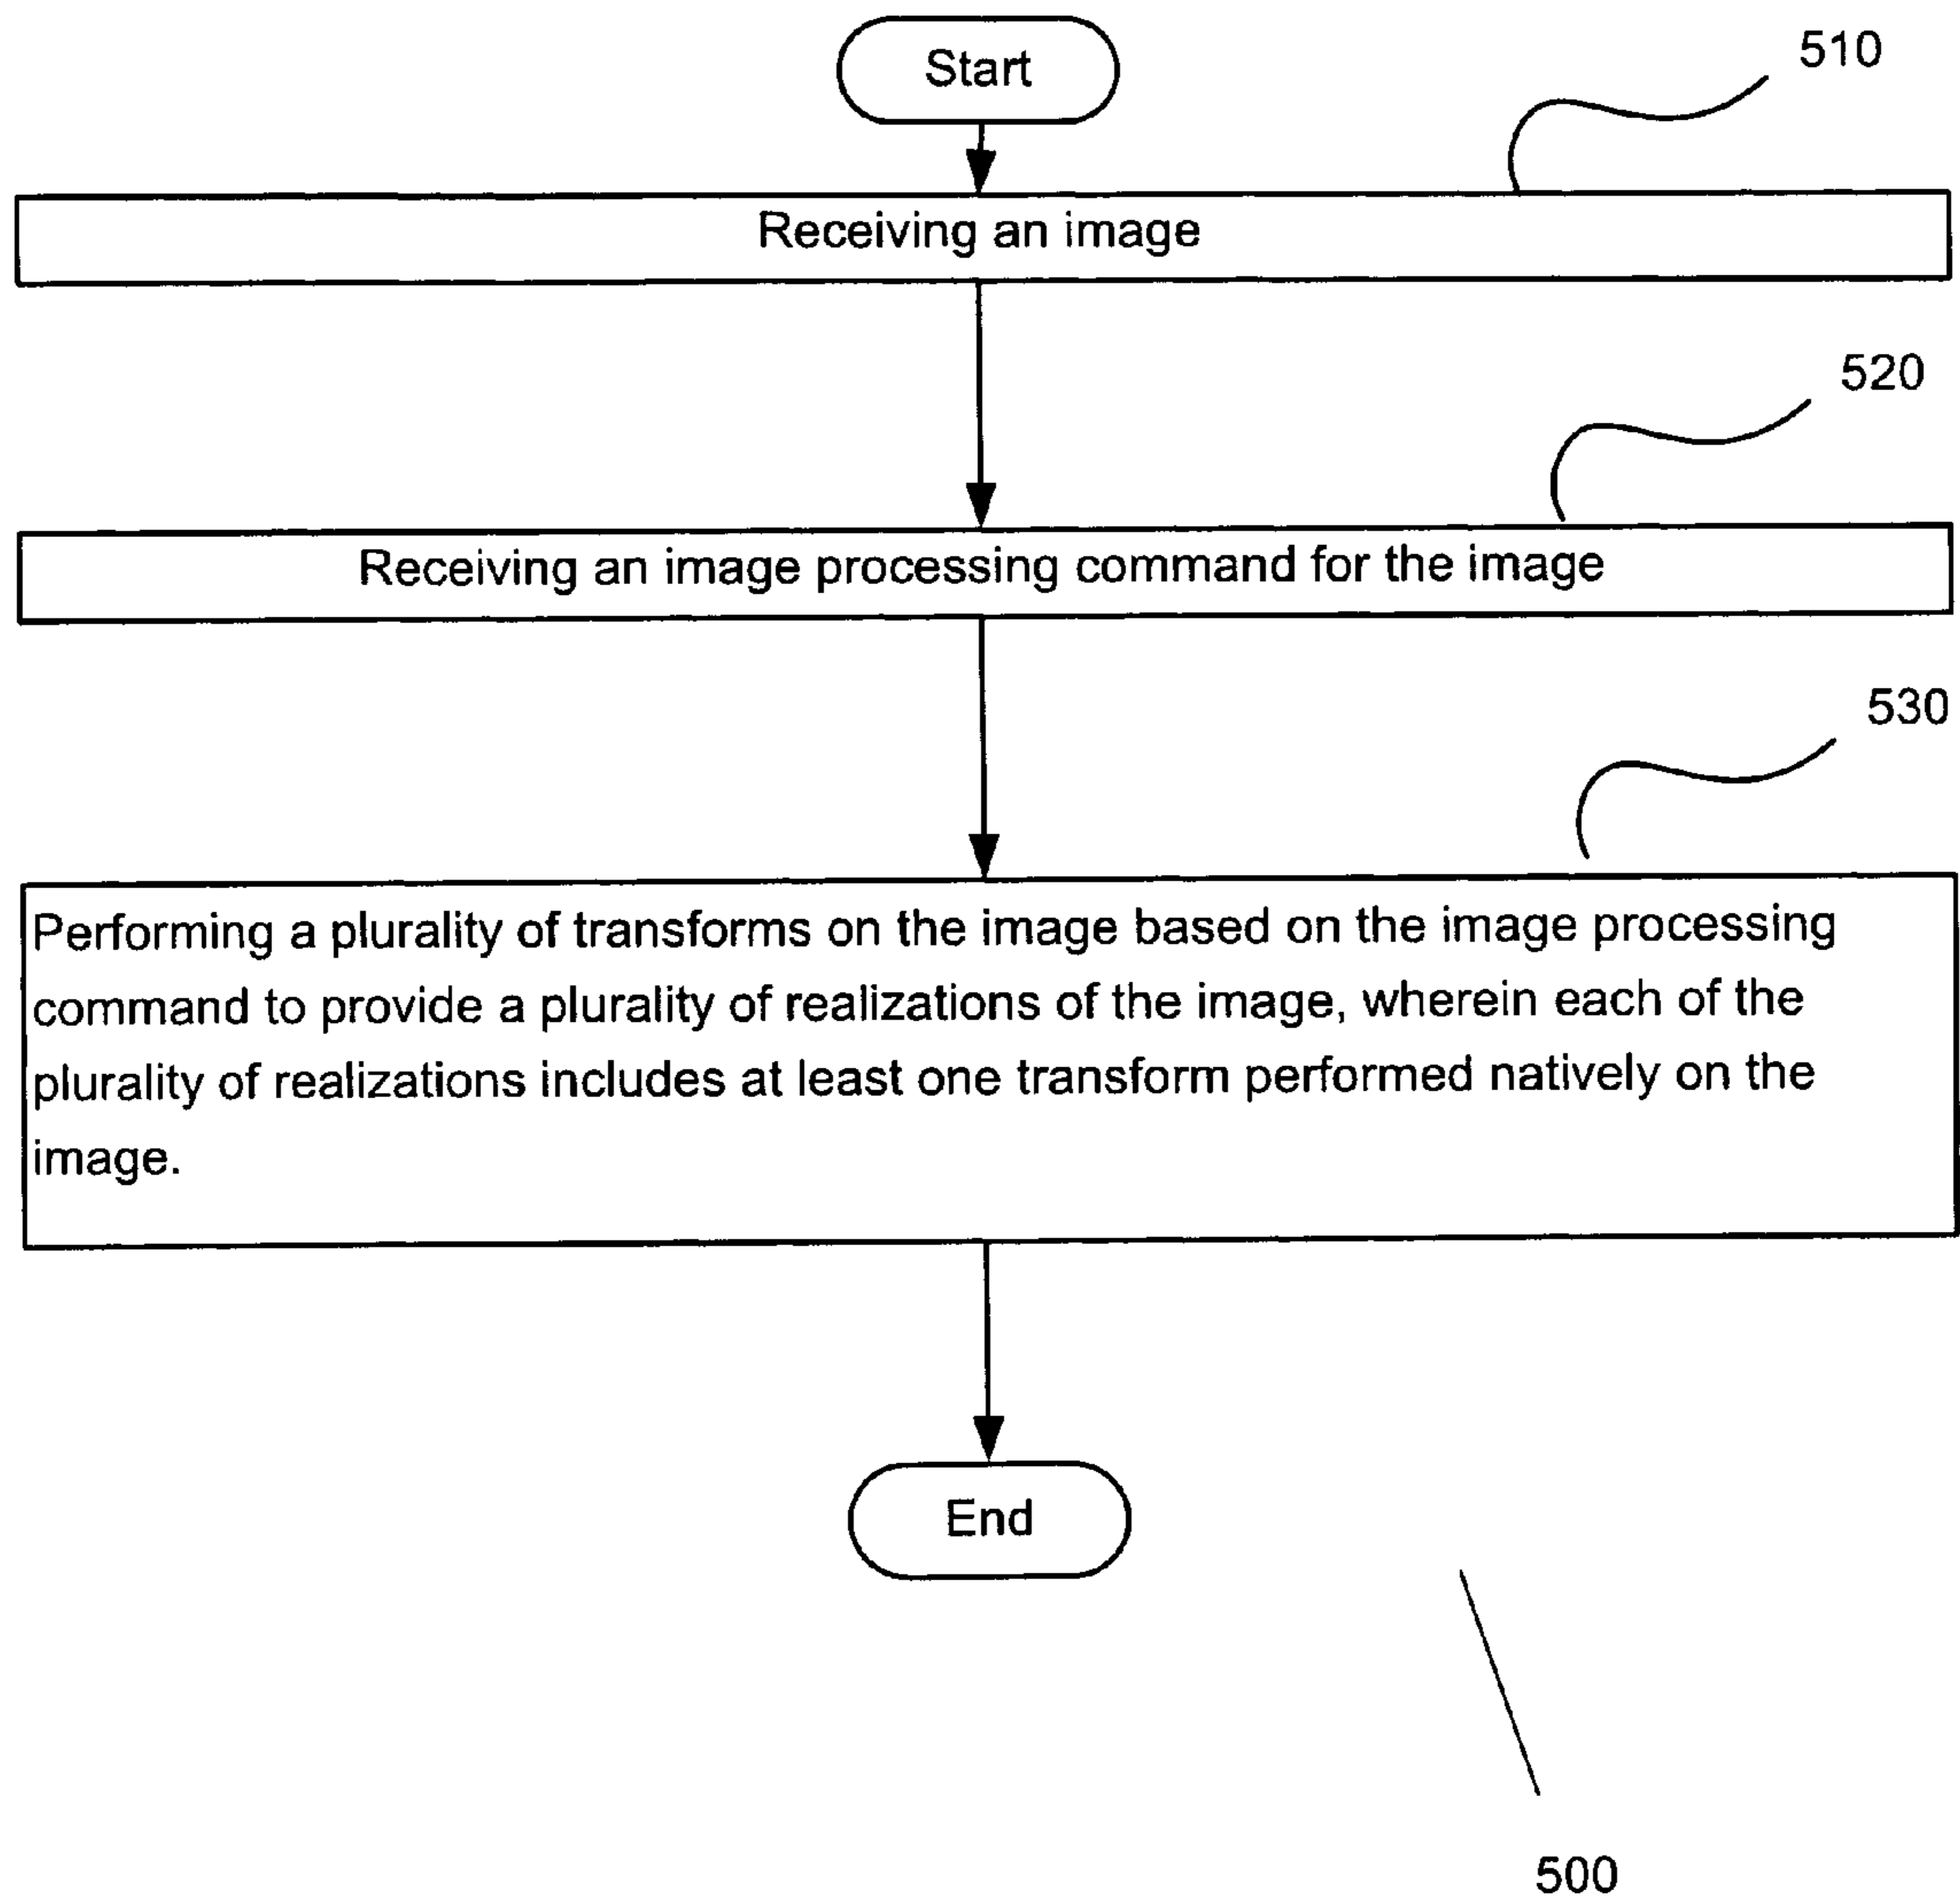 Start
510
Receiving an image
520
Receiving an image processing command for the image
530
Performing a plurality of transforms on the image based on the image processing
command to provide a plurality of realizations of the image, wherein each of the
plurality of realizations includes at least one transform performed natively on the
image.
End
500